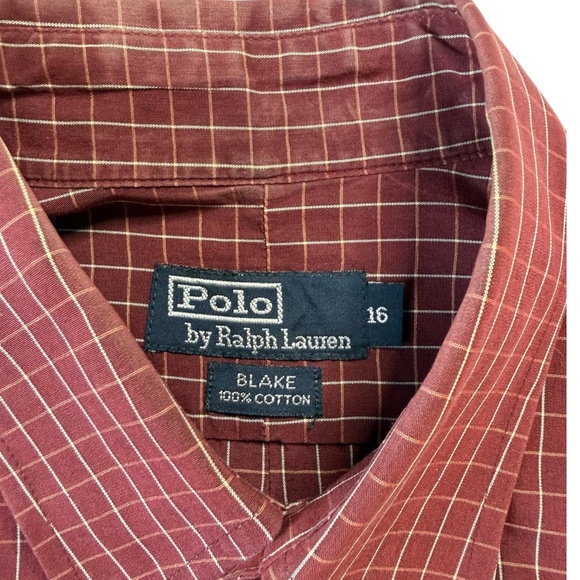 Polo
by Ralph Lauren
16
BLAKE
100% COTTON